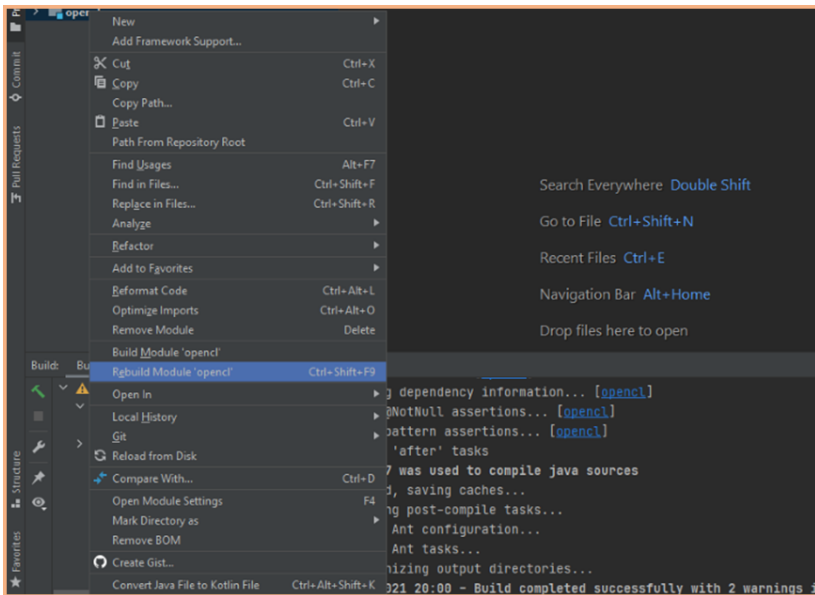 New
Add Framework Support...
Cut Ctrl+X
Copy Ctrl+C
Copy Path...
Paste Ctrl+V
Path From Repository Root
Find Usages Alt+F7
Find in Files... Ctrl+Shift+F
Replace in Files... Ctrl+Shift+R
Analyze
Refactor
Add to Favorites
Reformat Code Ctrl+Alt+L
Optimize Imports Ctrl+Alt+O
Remove Module Delete
Build Module 'opencl'
Rebuild Module 'opencl' Ctrl+Shift+F9
Open In
Local History
Git
Reload from Disk
Compare With... Ctrl+D
Open Module Settings F4
Mark Directory as
Remove BOM
Create Gist...
Convert Java File to Kotlin File Ctrl+Alt+Shift+K
Commit
Pull Requests
Structure
Favorites
Build:
Search Everywhere Double Shift
Go to File Ctrl+Shift+N
Recent Files Ctrl+E
Navigation Bar Alt+Home
Drop files here to open
dependency information... [opencl]
@NotNull assertions... [opencl]
pattern assertions... [opencl]
'after' tasks
7 was used to compile java sources
, saving caches...
ng post-compile tasks...
Ant configuration...
Ant tasks...
nizing output directories...
021 20:00 - Build completed successfully with 2 warnings